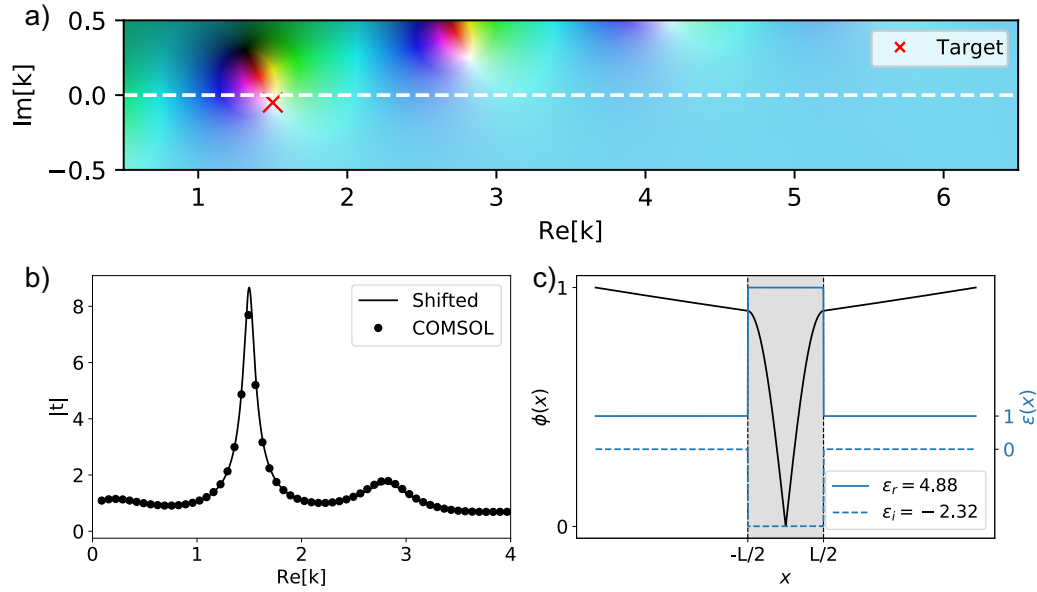 a)
Im[k]
0.5
0.0
−0.5
× Target
1 2 3 4 5 6
Re[k]
b)
|t|
8
6
4
2
0
Shifted
COMSOL
0 1 2 3 4
Re[k]
c)
ϕ(x)
1
0
ε(x)
1
0
εr = 4.88
εi = −2.32
-L/2 L/2
x